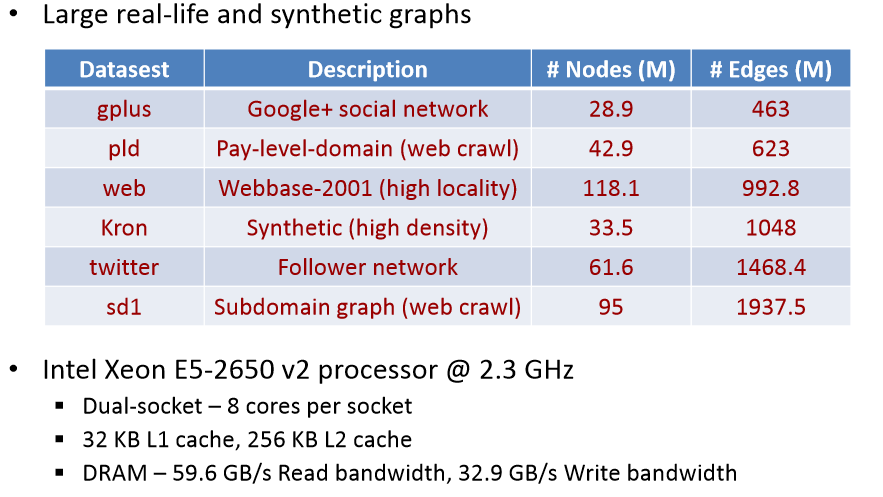 • Large real-life and synthetic graphs
Datasest Description # Nodes (M) # Edges (M)
gplus Google+ social network 28.9 463
pld Pay-level-domain (web crawl) 42.9 623
web Webbase-2001 (high locality) 118.1 992.8
Kron Synthetic (high density) 33.5 1048
twitter Follower network 61.6 1468.4
sd1 Subdomain graph (web crawl) 95 1937.5
• Intel Xeon E5-2650 v2 processor @ 2.3 GHz
▪ Dual-socket – 8 cores per socket
▪ 32 KB L1 cache, 256 KB L2 cache
▪ DRAM – 59.6 GB/s Read bandwidth, 32.9 GB/s Write bandwidth